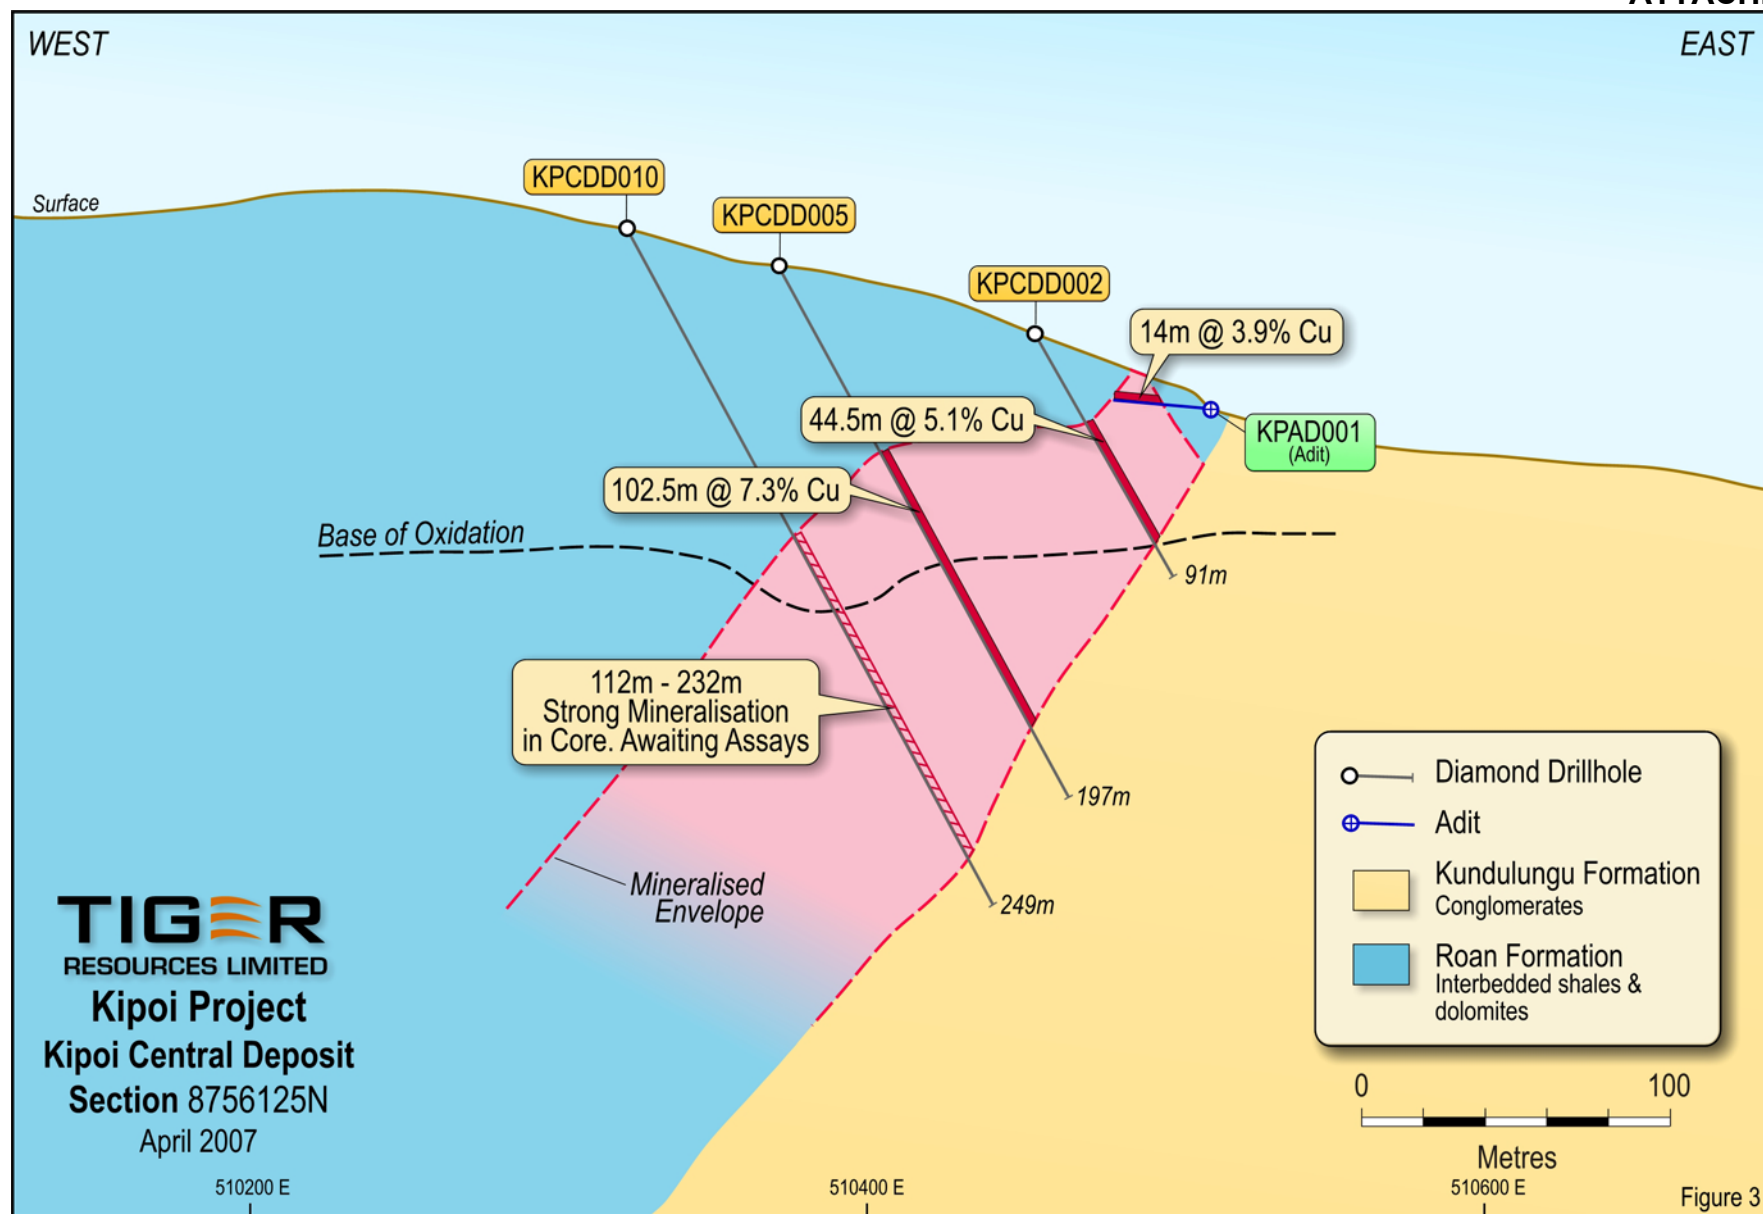 WEST
EAST
Surface
KPCDD010
KPCDD005
KPCDD002
14m @ 3.9% Cu
44.5m @ 5.1% Cu
KPAD001
(Adit)
102.5m @ 7.3% Cu
Base of Oxidation
91m
112m - 232m
Strong Mineralisation
in Core. Awaiting Assays
197m
Mineralised
Envelope
249m
Diamond Drillhole
Adit
Kundulungu Formation
Conglomerates
Roan Formation
Interbedded shales &
dolomites
TIGER
RESOURCES LIMITED
Kipoi Project
Kipoi Central Deposit
Section 8756125N
April 2007
0 100
Metres
510200 E
510400 E
510600 E
Figure 3